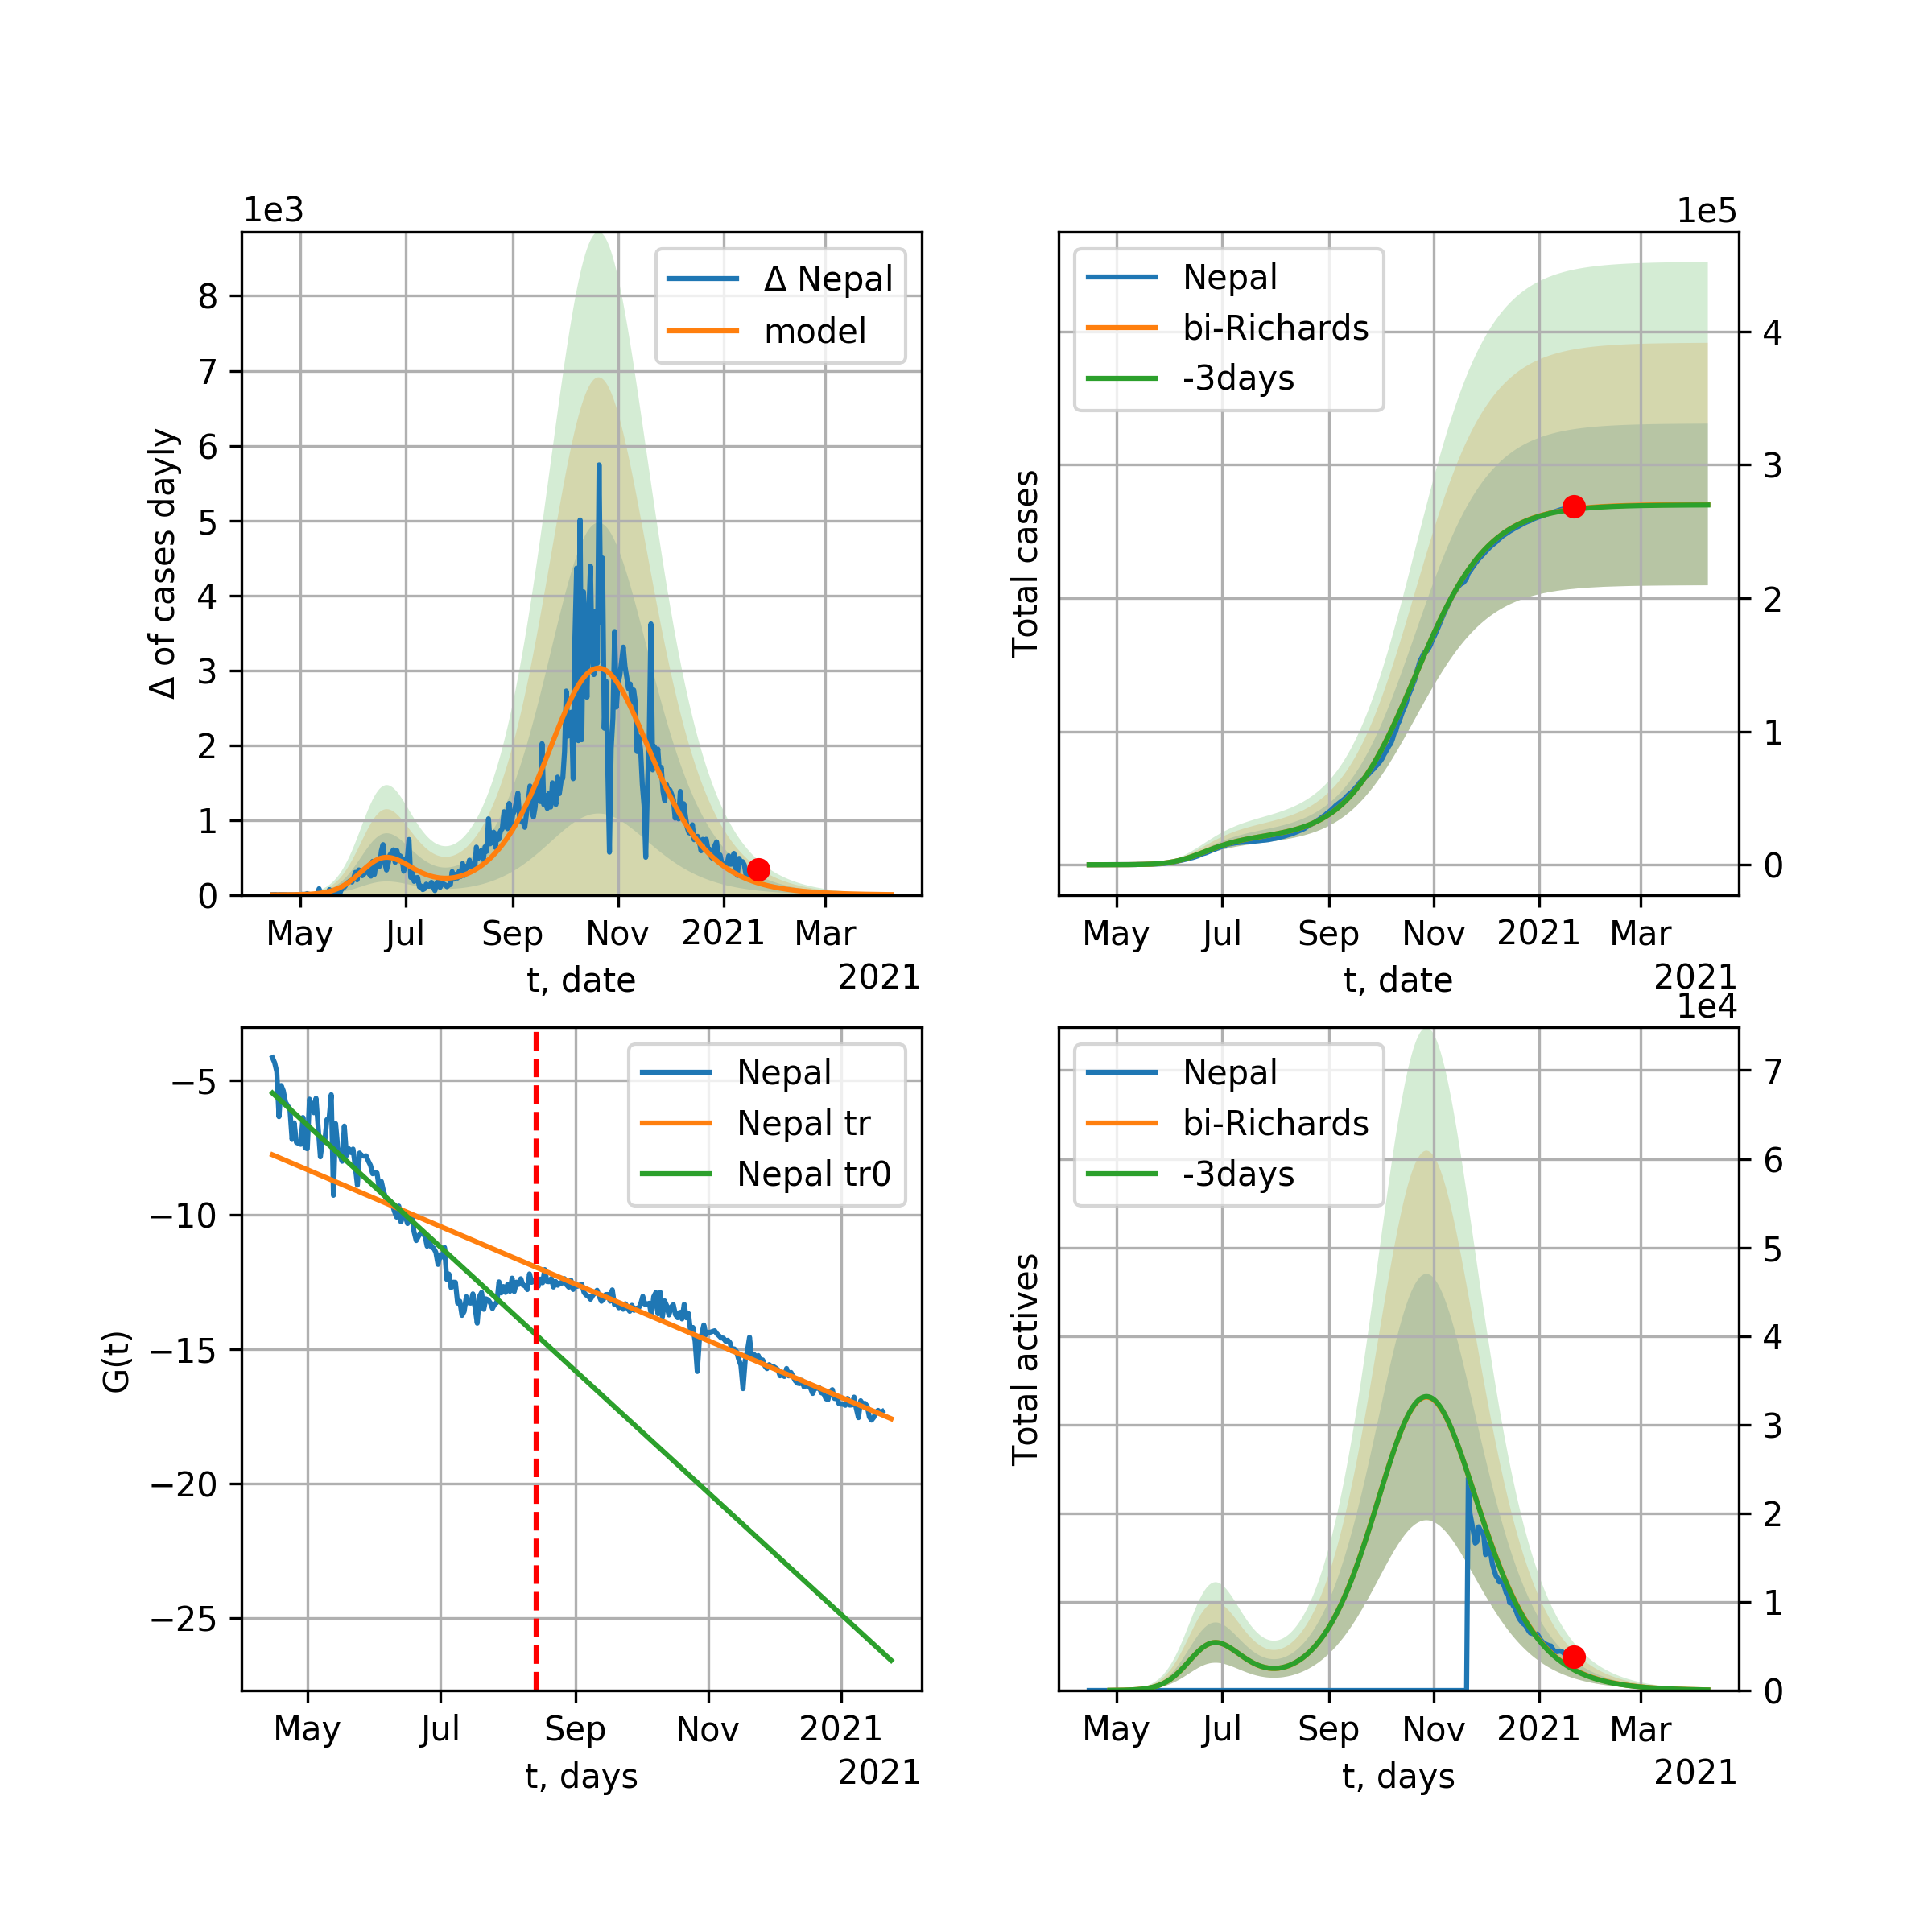 1e3
Δ of cases dayly
8
7
6
5
4
3
2
1
0
Δ Nepal
model
May Jul Sep Nov 2021 Mar
t, date
2021
1e5
Total cases
Nepal
bi-Richards
-3days
4
3
2
1
0
May Jul Sep Nov 2021 Mar
t, date
2021
G(t)
−5
−10
−15
−20
−25
Nepal
Nepal tr
Nepal tr0
May Jul Sep Nov 2021
t, days
2021
1e4
Total actives
Nepal
bi-Richards
-3days
7
6
5
4
3
2
1
0
May Jul Sep Nov 2021 Mar
t, days
2021